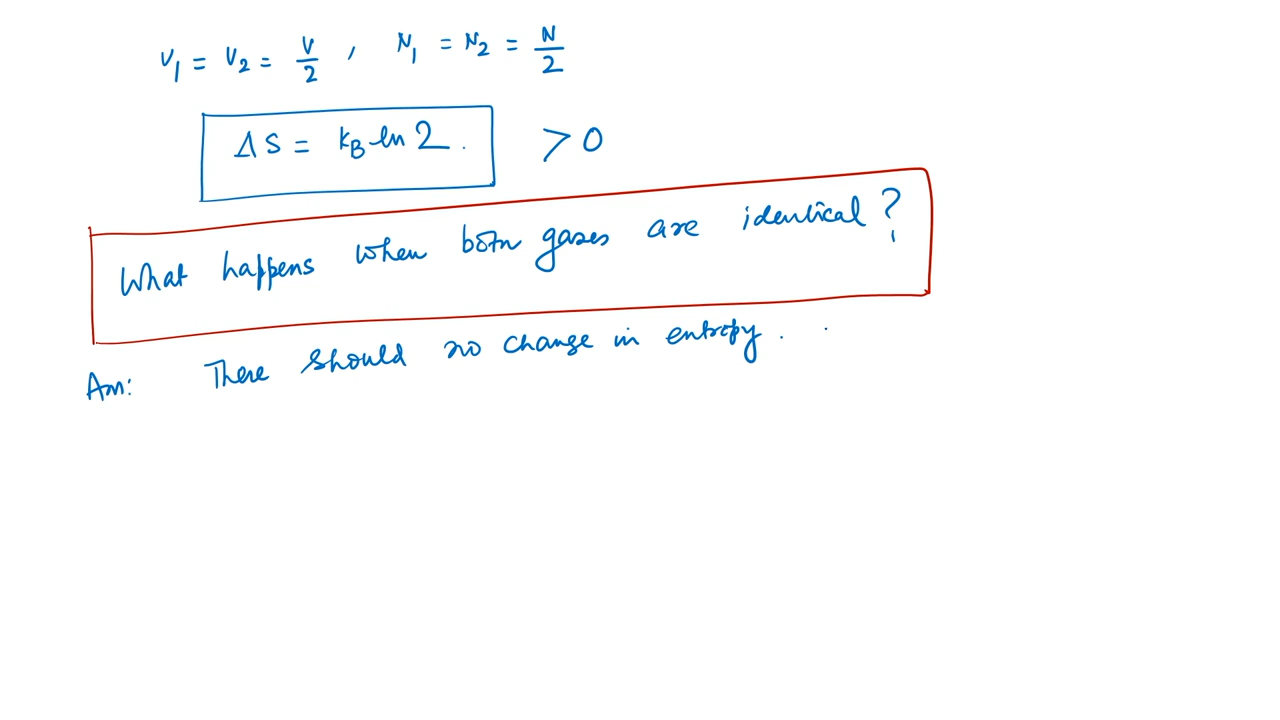 V₁ = V₂ = V/2 , N₁ = N₂ = N/2
ΔS = k_B ln 2 . > 0
What happens when both gases are identical ?
Ans: There should no change in entropy .